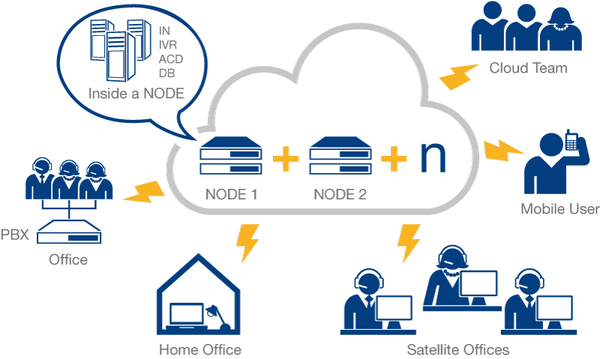 IN
IVR
ACD
DB
Inside a NODE
Cloud Team
NODE 1
+
NODE 2
+
n
Mobile User
PBX
Office
Home Office
Satellite Offices